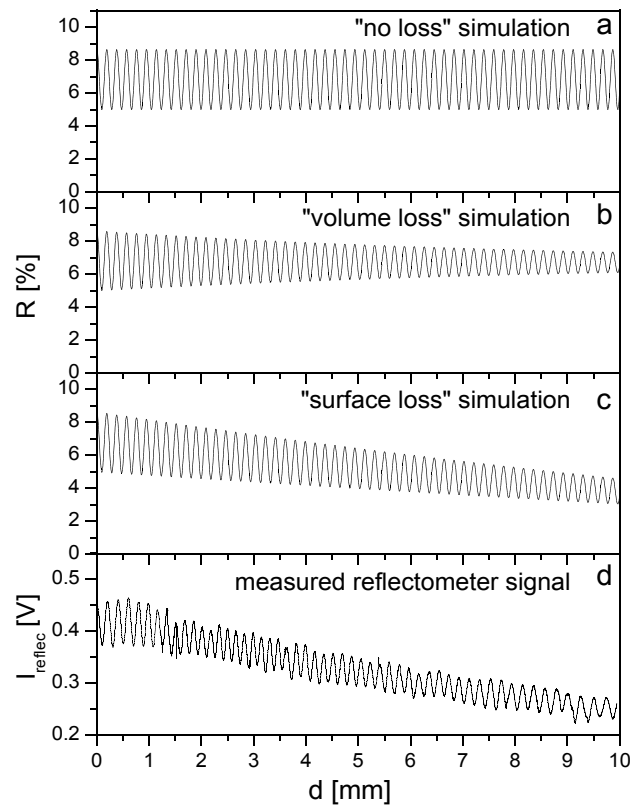 "no loss" simulation a
10
8
6
4
2
0
"volume loss" simulation b
10
8
6
4
2
0
R [%]
"surface loss" simulation c
10
8
6
4
2
0
measured reflectometer signal d
0.5
0.4
0.3
0.2
I reflec [V]
0 1 2 3 4 5 6 7 8 9 10
d [mm]